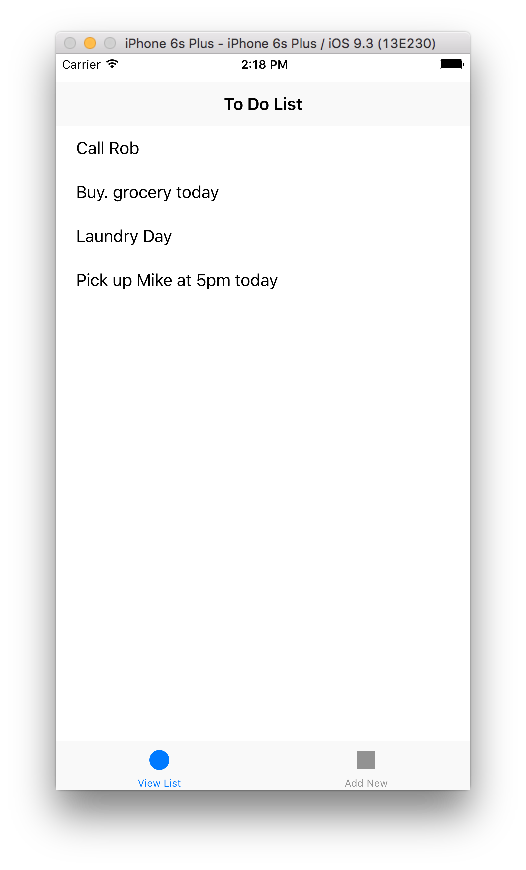 iPhone 6s Plus - iPhone 6s Plus / iOS 9.3 (13E230)
Carrier 2:18 PM
To Do List
Call Rob
Buy. grocery today
Laundry Day
Pick up Mike at 5pm today
View List Add New